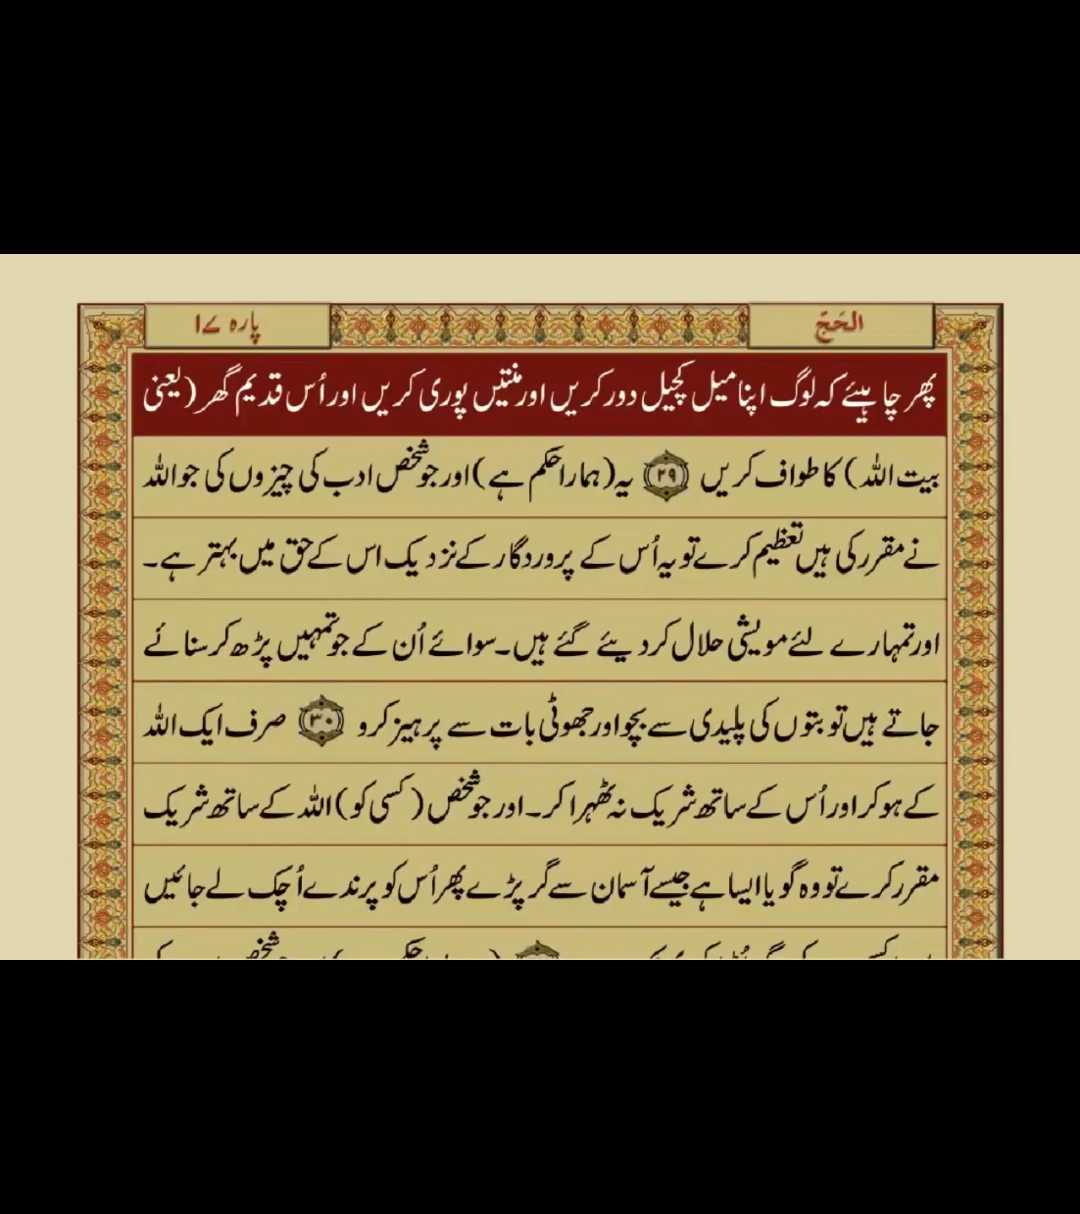 الحَجّ
پارہ ۱۷
پھر چاہیئے کہ لوگ اپنا میل کچیل دور کریں اور منتیں پوری کریں اور اُس قدیم گھر (یعنی
بیت اللہ) کا طواف کریں ﴿۲۹﴾ یہ (ہمارا حکم ہے) اور جو شخص ادب کی چیزوں کی جو اللہ
نے مقرر کی ہیں تعظیم کرے تو یہ اُس کے پروردگار کے نزدیک اس کے حق میں بہتر ہے۔
اور تمہارے لئے مویشی حلال کر دیئے گئے ہیں۔ سوائے اُن کے جو تمہیں پڑھ کر سنائے
جاتے ہیں تو بتوں کی پلیدی سے بچو اور جھوٹی بات سے پرہیز کرو ﴿۳۰﴾ صرف ایک اللہ
کے ہو کر اور اُس کے ساتھ شریک نہ ٹھہرا کر۔ اور جو شخص (کسی کو) اللہ کے ساتھ شریک
مقرر کرے تو وہ گویا ایسا ہے جیسے آسمان سے گر پڑے پھر اُس کو پرندے اُچک لے جائیں